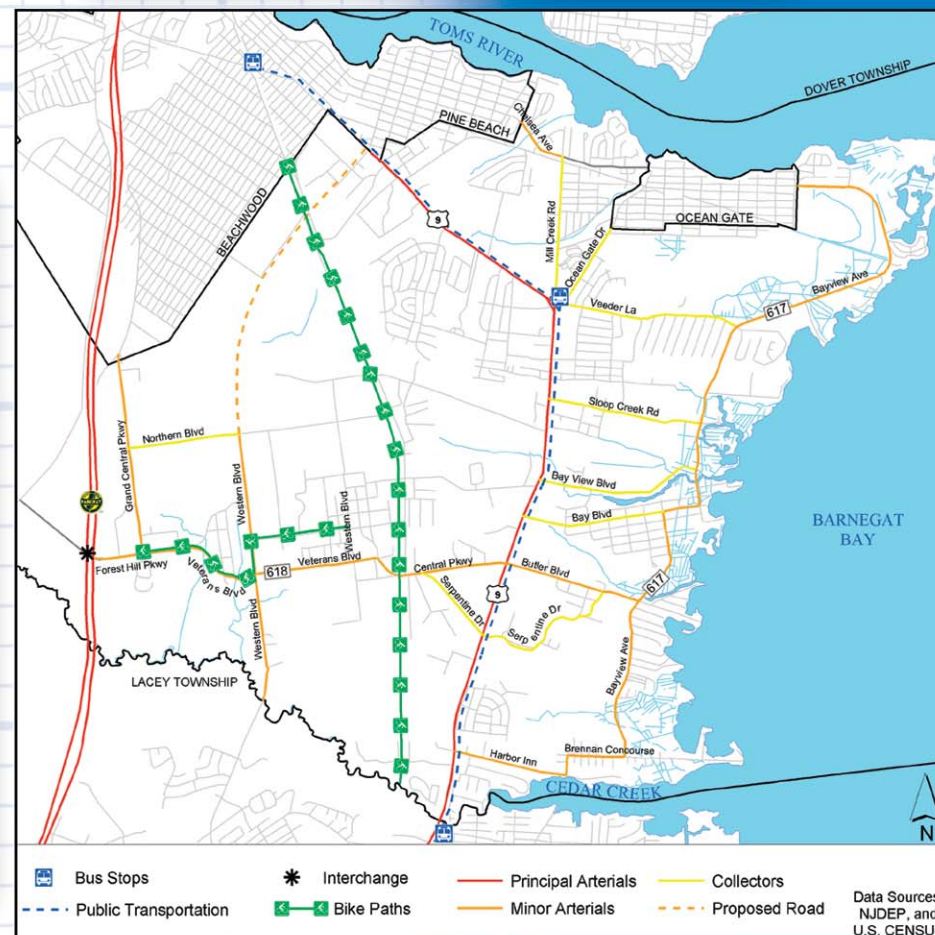 TOMS RIVER
DOVER TOWNSHIP
PINE BEACH
Chelsea Ave
BEACHWOOD
9
Mill Creek Rd
Ocean Gate Dr
OCEAN GATE
Veeder La
617
Bayview Ave
Sloop Creek Rd
Northern Blvd
Grand Central Pkwy
Western Blvd
Western Blvd
Bay View Blvd
Bay Blvd
BARNEGAT
BAY
Forest Hill Pkwy
Veterans Blvd
618
Veterans Blvd
Central Pkwy
Butler Blvd
617
9
Serpentine Dr
Serpentine Dr
Western Blvd
Bayview Ave
LACEY TOWNSHIP
Harbor Inn
Brennan Concourse
CEDAR CREEK
N
Bus Stops
Interchange
Principal Arterials
Collectors
Public Transportation
Bike Paths
Minor Arterials
Proposed Road
Data Sources
NJDEP, and
U.S. CENSU